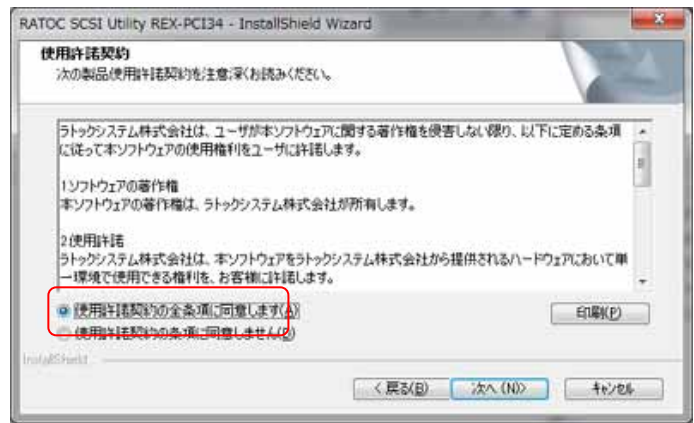 RATOC SCSI Utility REX-PCI34 - InstallShield Wizard
使用許諾契約
次の製品使用許諾契約を注意深くお読みください。
ラトックシステム株式会社は、ユーザが本ソフトウェアに関する著作権を侵害しない限り、以下に定める条項
に従って本ソフトウェアの使用権利をユーザに許諾します。
1ソフトウェアの著作権
本ソフトウェアの著作権は、ラトックシステム株式会社が所有します。
2使用許諾
ラトックシステム株式会社は、本ソフトウェアをラトックシステム株式会社から提供されるハードウェアにおいて単
一環境で使用できる権利を、お客様に許諾します。
使用許諾契約の全条項に同意します(A)
印刷(P)
使用許諾契約の条項に同意しません(D)
InstallShield
< 戻る(B)
次へ (N)>
キャンセル